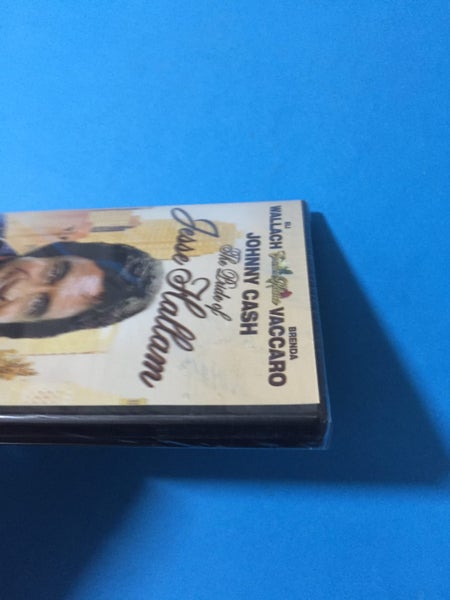 ELI BRENDA
WALLACH VACCARO
JOHNNY CASH
The Pride of
Jesse Hallam